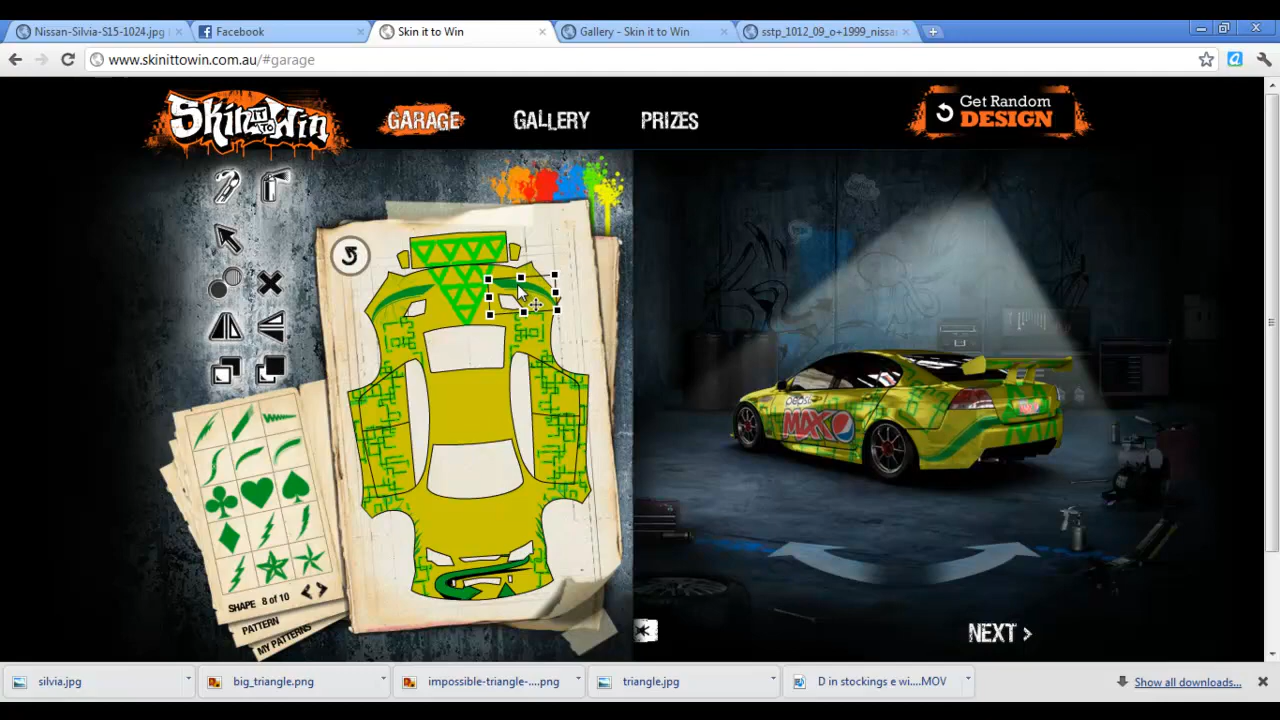 Nissan-Silvia-S15-1024.jpg
Facebook
Skin it to Win
Gallery - Skin it to Win
sstp_1012_09_o+1999_nissa
www.skinittowin.com.au/#garage
Skin it to Win
GARAGE
GALLERY
PRIZES
Get Random
DESIGN
PEPSI
MAX
SHAPE 8 of 10
PATTERN
MY PATTERNS
NEXT >
silvia.jpg
big_triangle.png
impossible-triangle-....png
triangle.jpg
D in stockings e wi....MOV
Show all downloads...